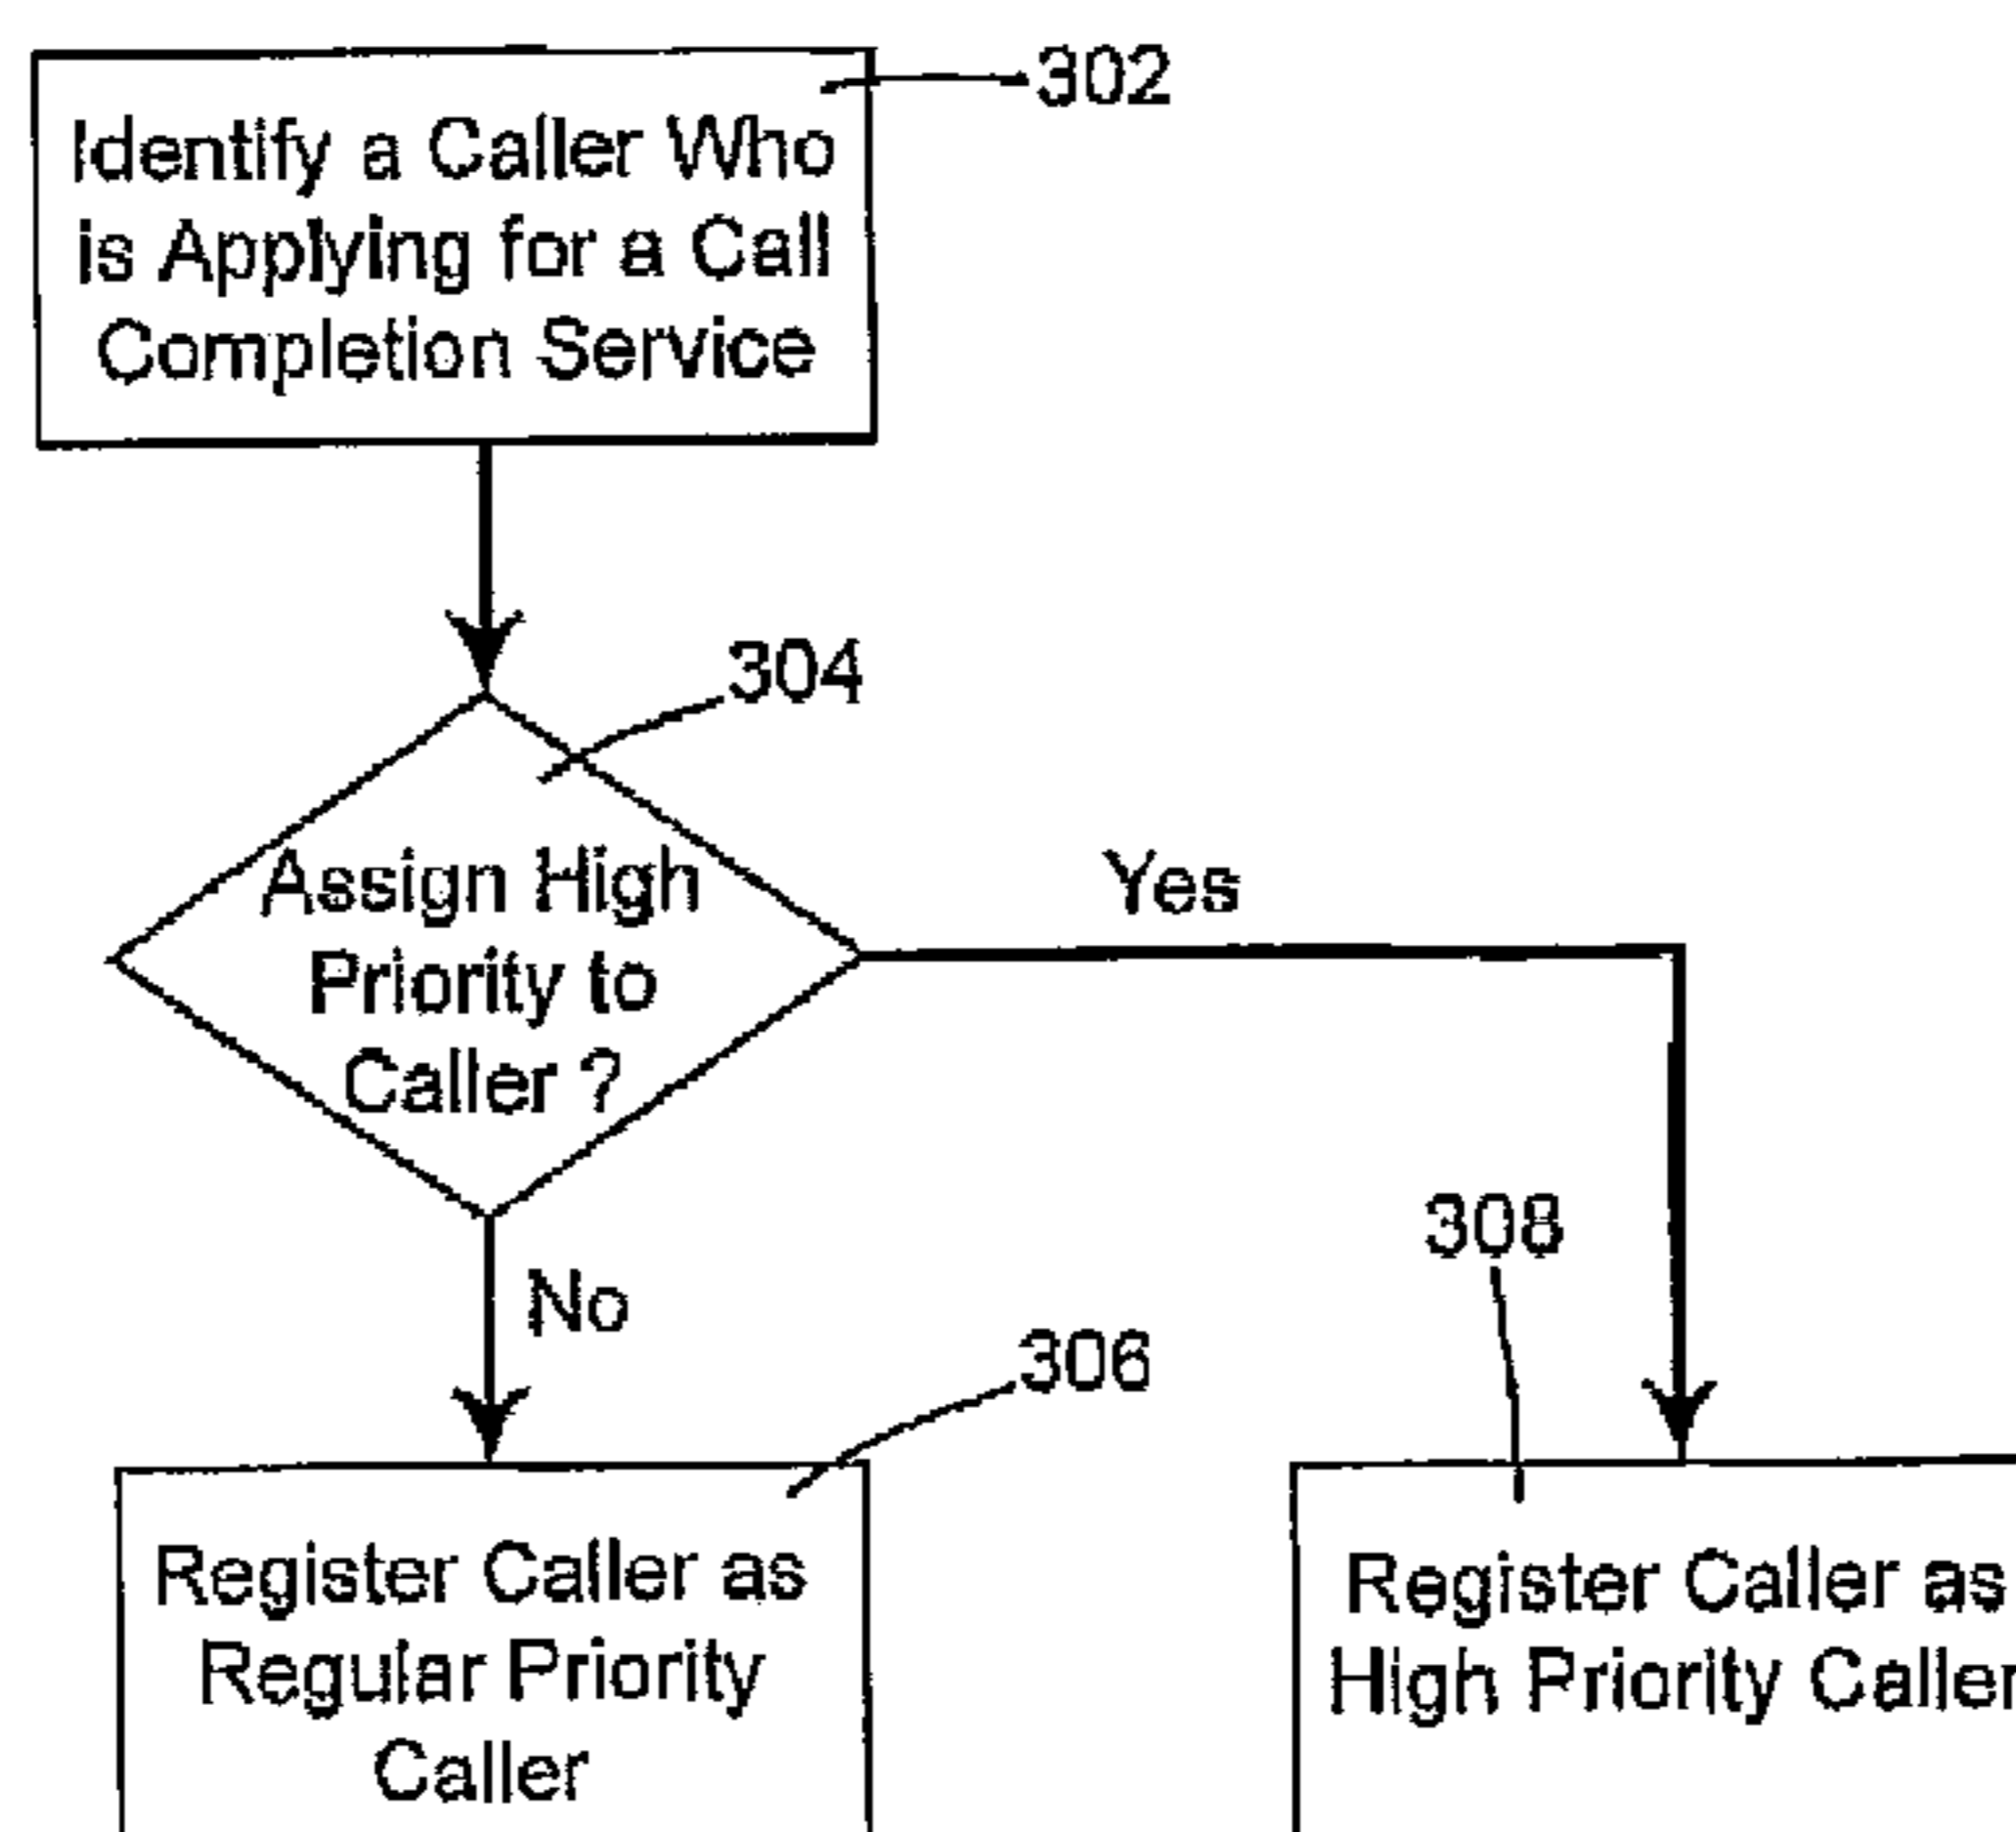 302
Identify a Caller Who
is Applying for a Call
Completion Service
304
Assign High
Priority to
Caller ?
Yes
No
308
306
Register Caller as
Regular Priority
Caller
Register Caller as
High Priority Caller